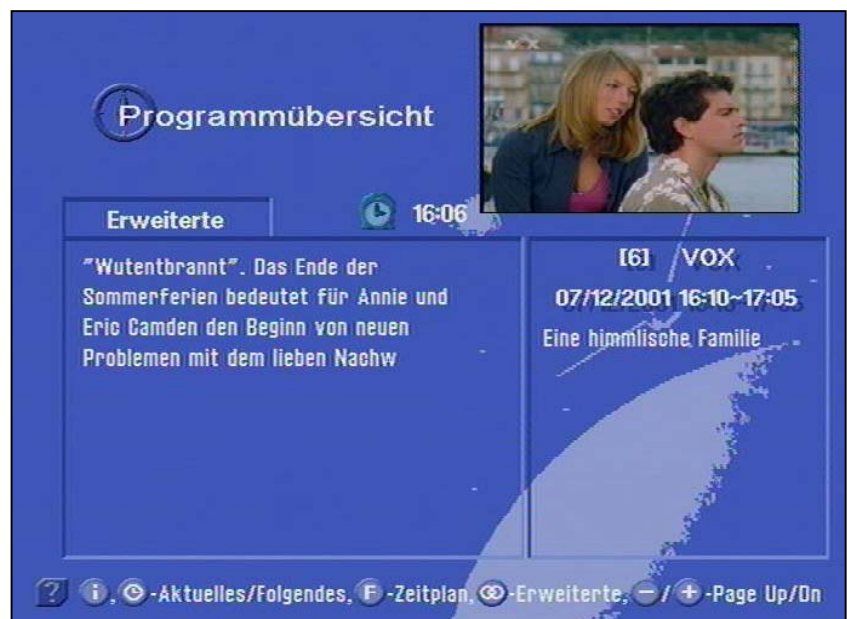 VOX
Programmübersicht
Erweiterte
16:06
"Wutentbrannt". Das Ende der
Sommerferien bedeutet für Annie und
Eric Camden den Beginn von neuen
Problemen mit dem lieben Nachw
[6] VOX
07/12/2001 16:10~17:05
Eine himmlische Familie
? i, -Aktuelles/Folgendes, F -Zeitplan, -Erweiterte, - / + -Page Up/Dn